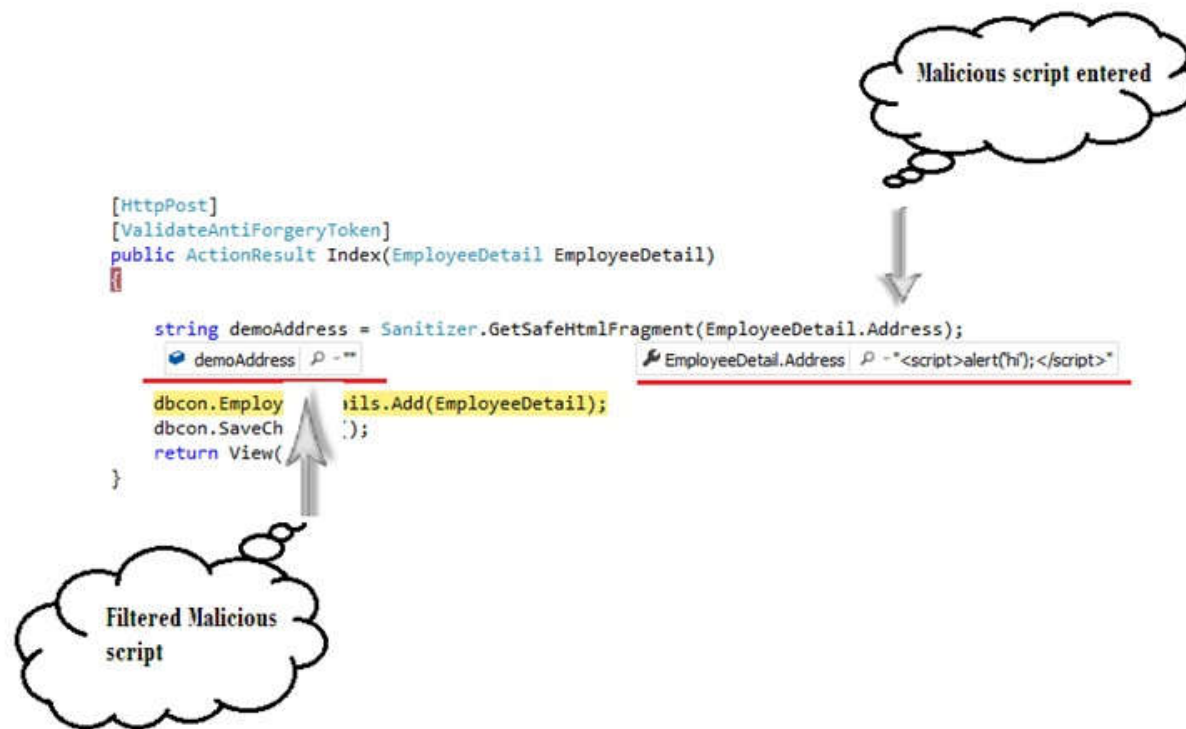 Malicious script entered
[HttpPost]
[ValidateAntiForgeryToken]
public ActionResult Index(EmployeeDetail EmployeeDetail)
{
string demoAddress = Sanitizer.GetSafeHtmlFragment(EmployeeDetail.Address);
demoAddress - "" EmployeeDetail.Address - "<script>alert('hi');</script>"
dbcon.Employ ails.Add(EmployeeDetail);
dbcon.SaveCh ();
return View(
}
Filtered Malicious
script